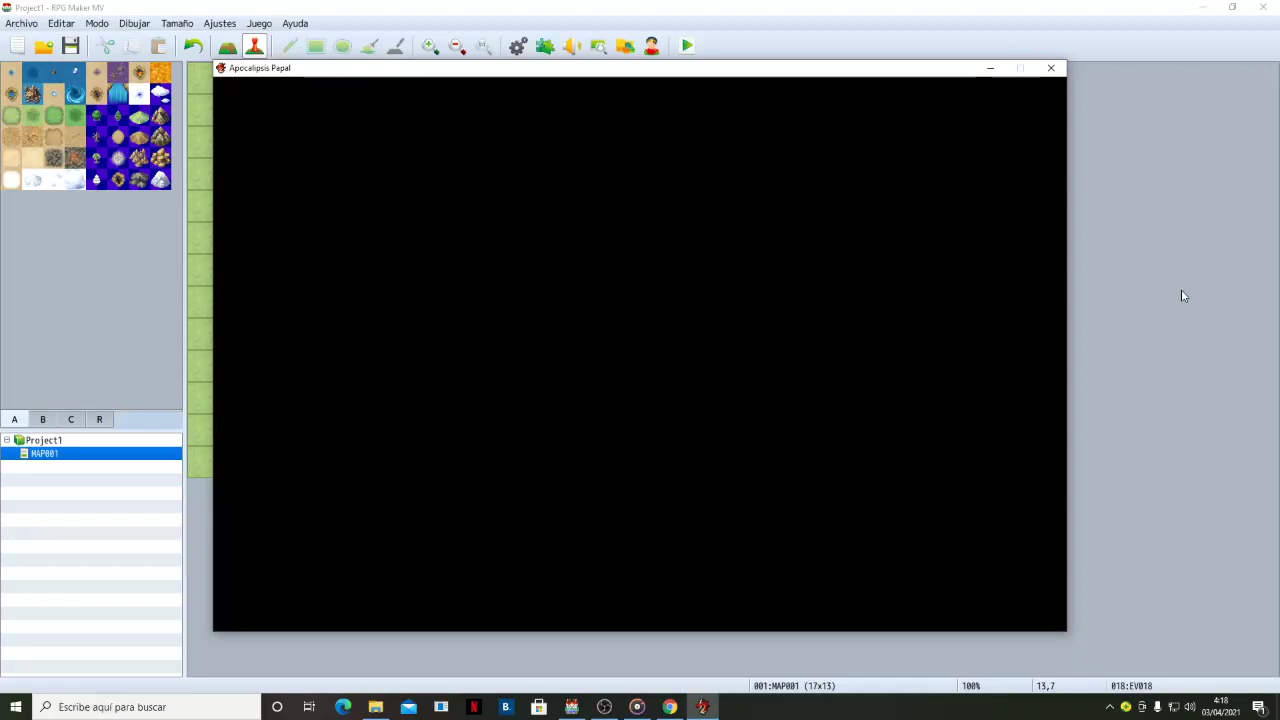 Project1 - RPG Maker MV
Archivo Editar Modo Dibujar Tamaño Ajustes Juego Ayuda
Apocalipsis Papal
A B C R
Project1
MAP001
001:MAP001 (17x13) 100% 13,7 018:EV018
Escribe aquí para buscar
N
B.
4:18
03/04/2021
1